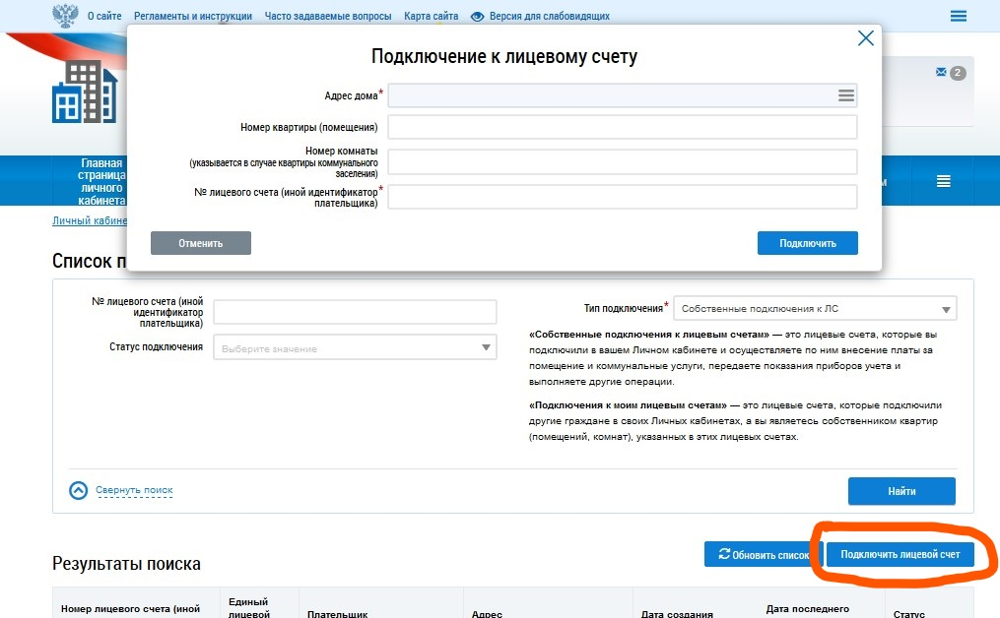 О сайте Регламенты и инструкции Часто задаваемые вопросы Карта сайта Версия для слабовидящих
Подключение к лицевому счету
2
Адрес дома*
Номер квартиры (помещения)
Номер комнаты
(указывается в случае квартиры коммунального
заселения)
№ лицевого счета (иной идентификатор*
плательщика)
Главная
страница
личного
кабинета
м
Личный кабине
Отменить Подключить
Список п
№ лицевого счета (иной
идентификатор
плательщика)
Тип подключения* Собственные подключения к ЛС
Статус подключения Выберите значение
«Собственные подключения к лицевым счетам» — это лицевые счета, которые вы
подключили в вашем Личном кабинете и осуществляете по ним внесение платы за
помещение и коммунальные услуги, передаете показания приборов учета и
выполняете другие операции.
«Подключения к моим лицевым счетам» — это лицевые счета, которые подключили
другие граждане в своих Личных кабинетах, а вы являетесь собственником квартир
(помещений, комнат), указанных в этих лицевых счетах.
Свернуть поиск Найти
Результаты поиска Обновить список Подключить лицевой счет
Номер лицевого счета (иной
Единый
лицевой
Плательщик
Адрес
Дата создания
Дата последнего
Статус